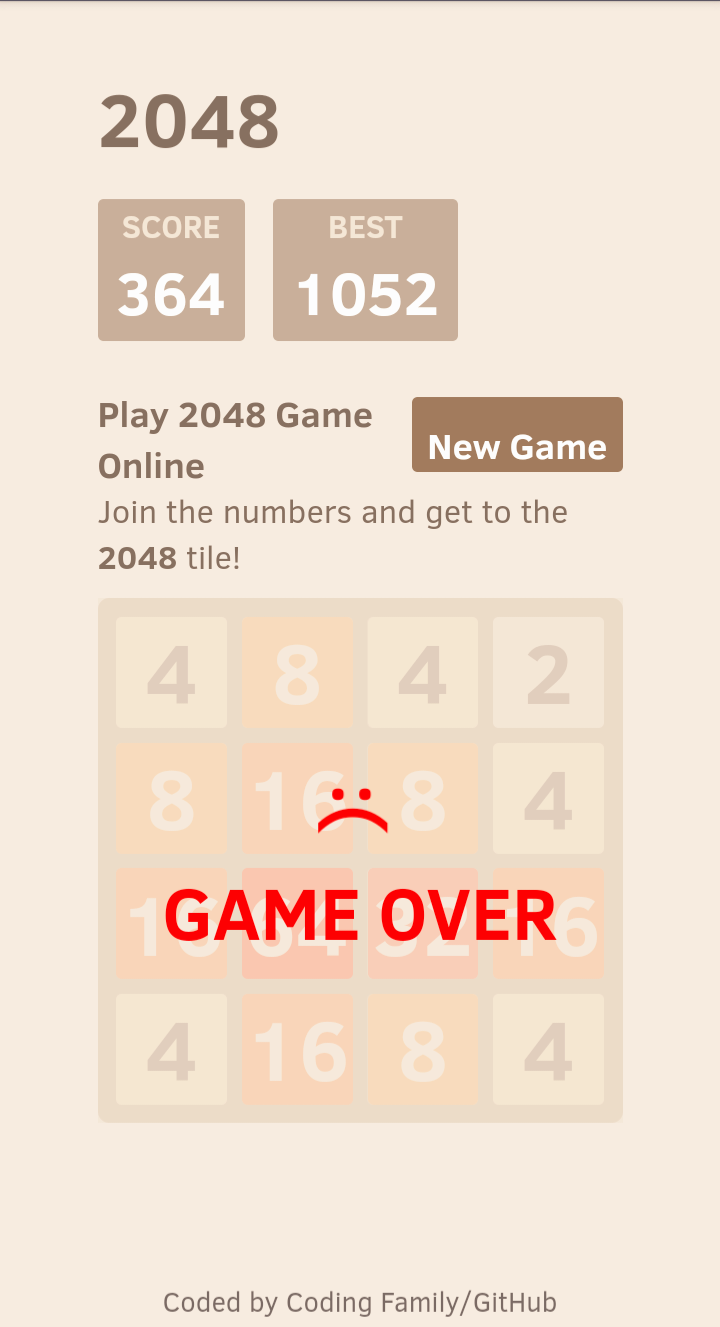 2048
SCORE BEST
364 1052
Play 2048 Game
Online
New Game
Join the numbers and get to the
2048 tile!
4 8 4 2
8 16 8 4
16 64 32 16
GAME OVER
4 16 8 4
Coded by Coding Family/GitHub